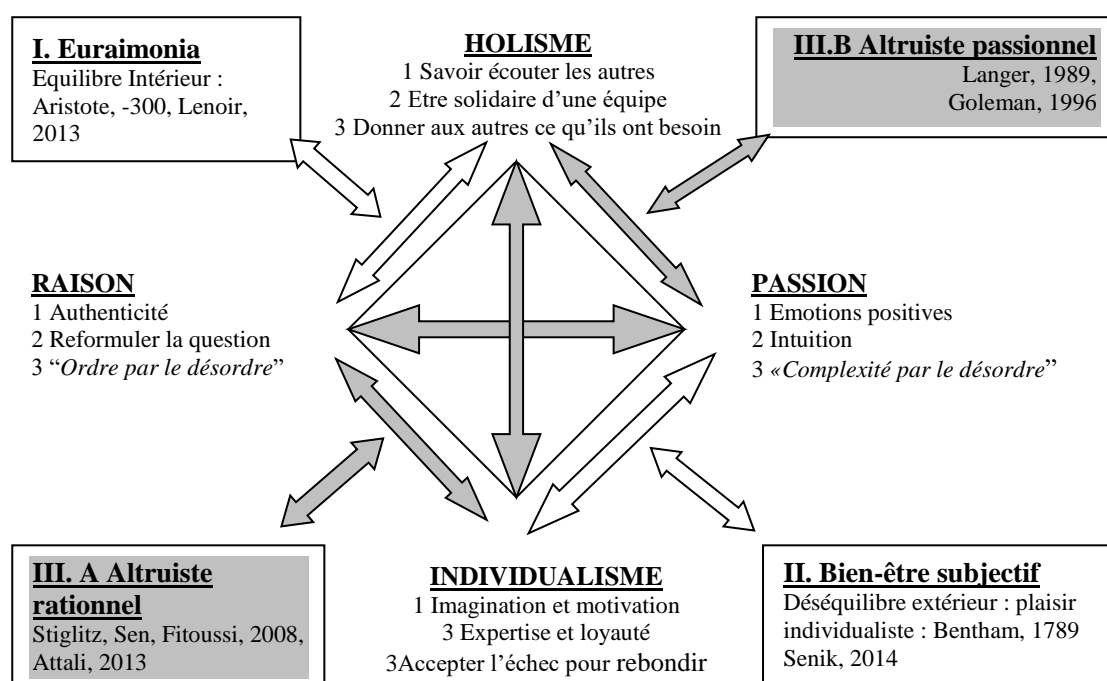 I. Euraimonia
Equilibre Intérieur :
Aristote, -300, Lenoir,
2013
HOLISME
1 Savoir écouter les autres
2 Etre solidaire d’une équipe
3 Donner aux autres ce qu’ils ont besoin
III.B Altruiste passionnel
Langer, 1989,
Goleman, 1996
RAISON
1 Authenticité
2 Reformuler la question
3 “Ordre par le désordre”
PASSION
1 Emotions positives
2 Intuition
3 «Complexité par le désordre”
III. A Altruiste
rationnel
Stiglitz, Sen, Fitoussi, 2008,
Attali, 2013
INDIVIDUALISME
1 Imagination et motivation
3 Expertise et loyauté
3Accepter l’échec pour rebondir
II. Bien-être subjectif
Déséquilibre extérieur : plaisir
individualiste : Bentham, 1789
Senik, 2014